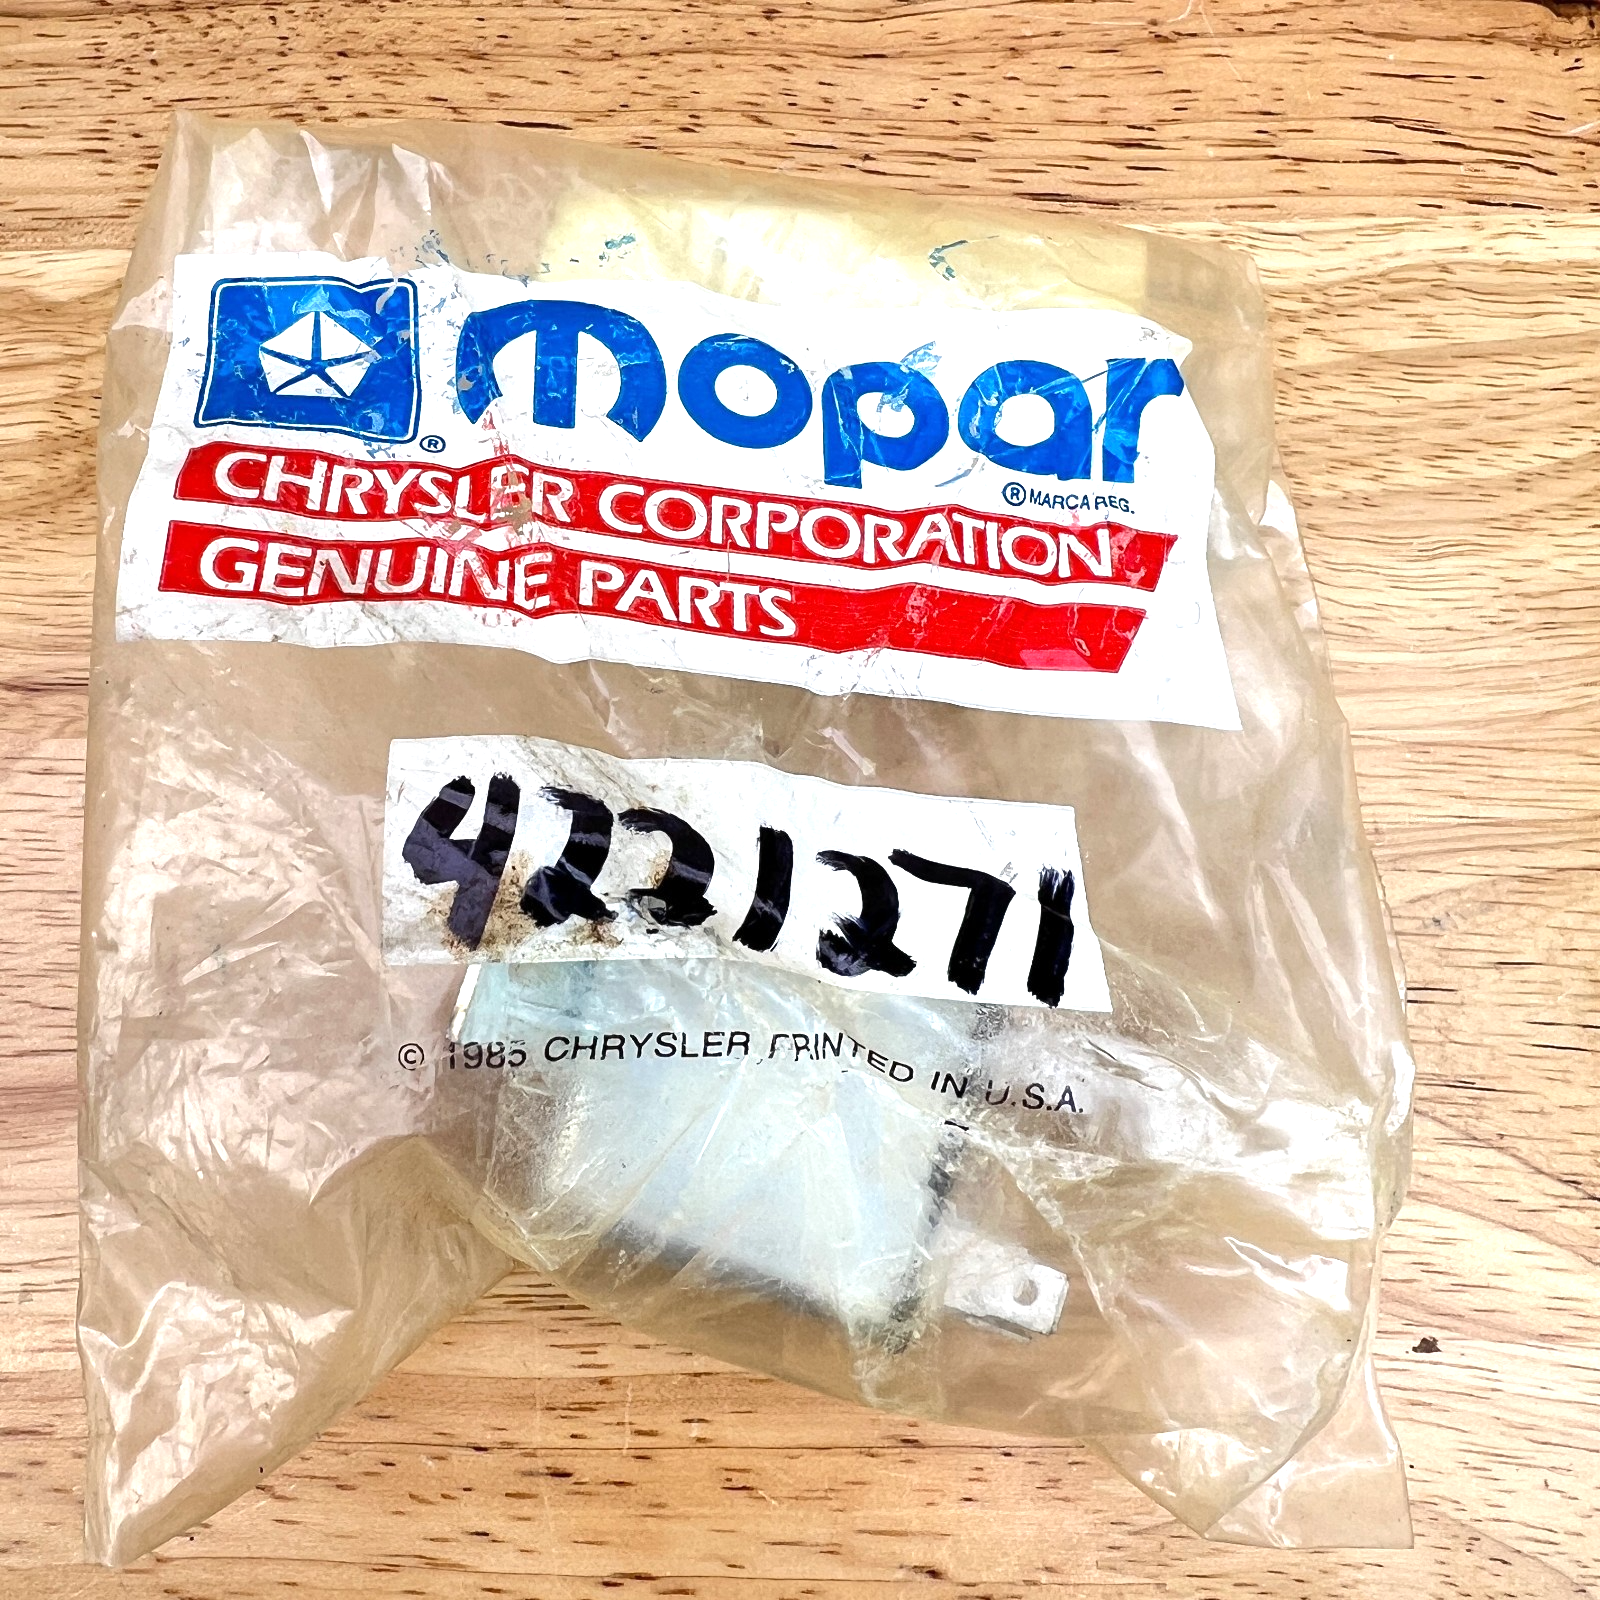 mopar
®
® MARCA REG.
CHRYSLER CORPORATION
GENUINE PARTS
4221271
© 1985 CHRYSLER PRINTED IN U.S.A.